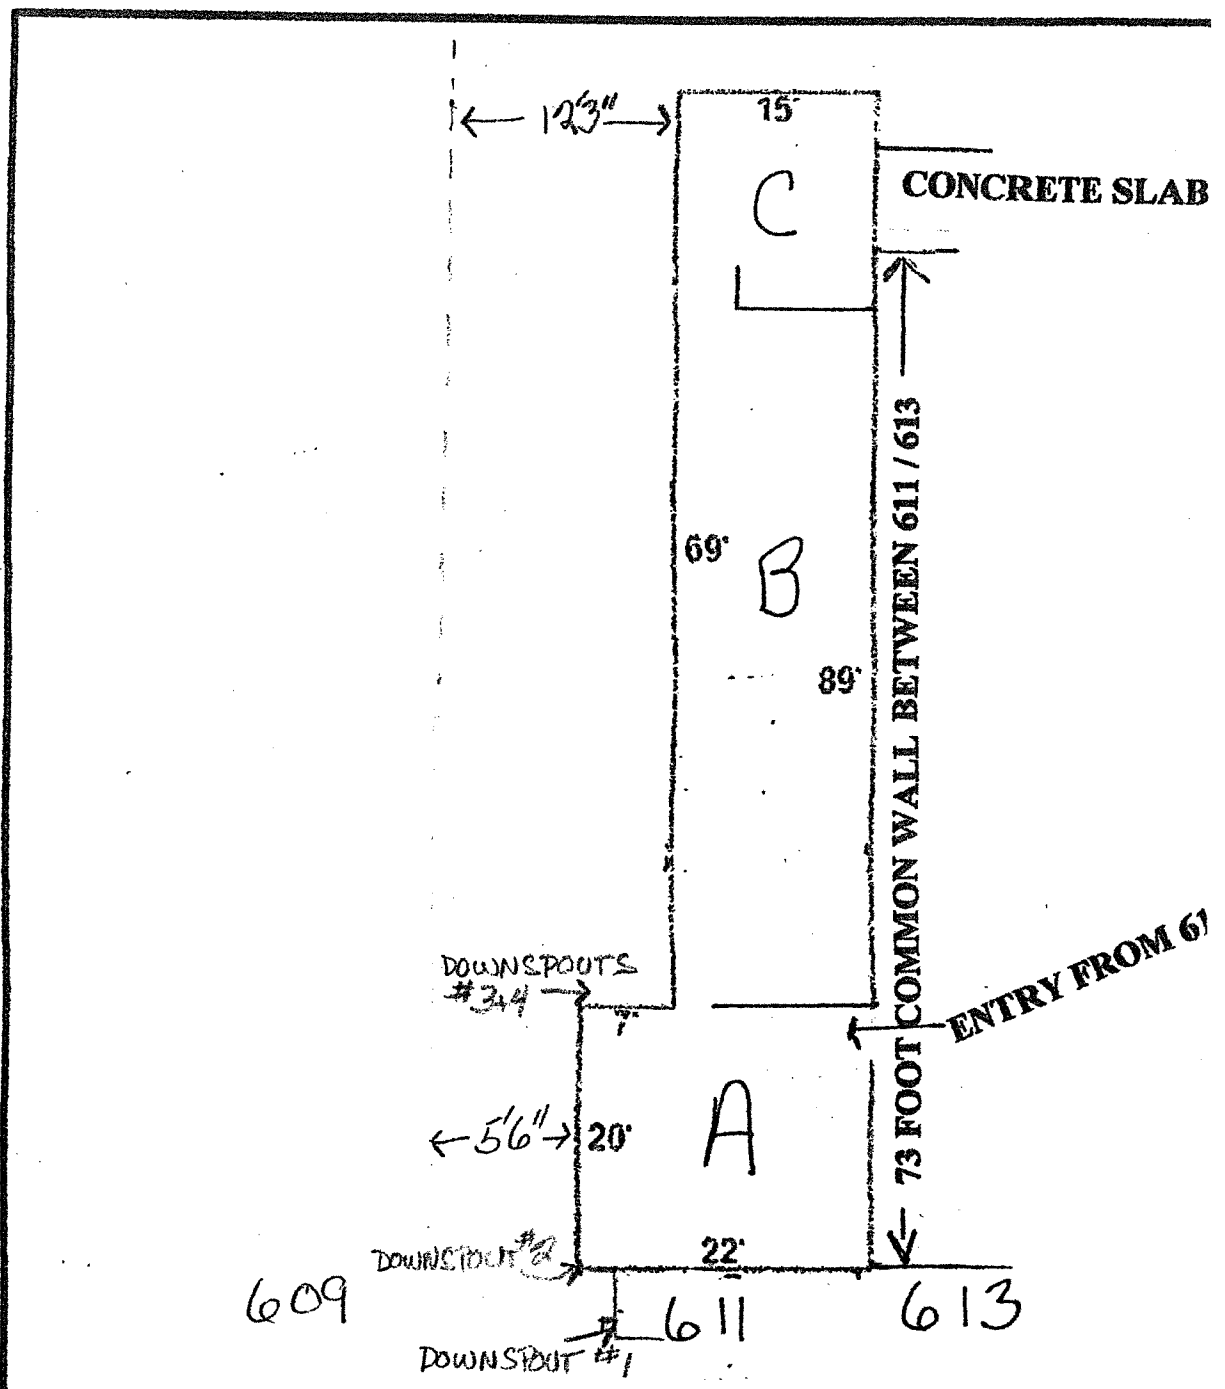 12'3"
15'
C
CONCRETE SLAB
73 FOOT COMMON WALL BETWEEN 611 / 613
69'
B
89'
DOWNSPOUTS
#3+4
7'
ENTRY FROM 61
5'6"
20'
A
DOWNSPOUT #2
22'
609
611
613
DOWNSPOUT #1